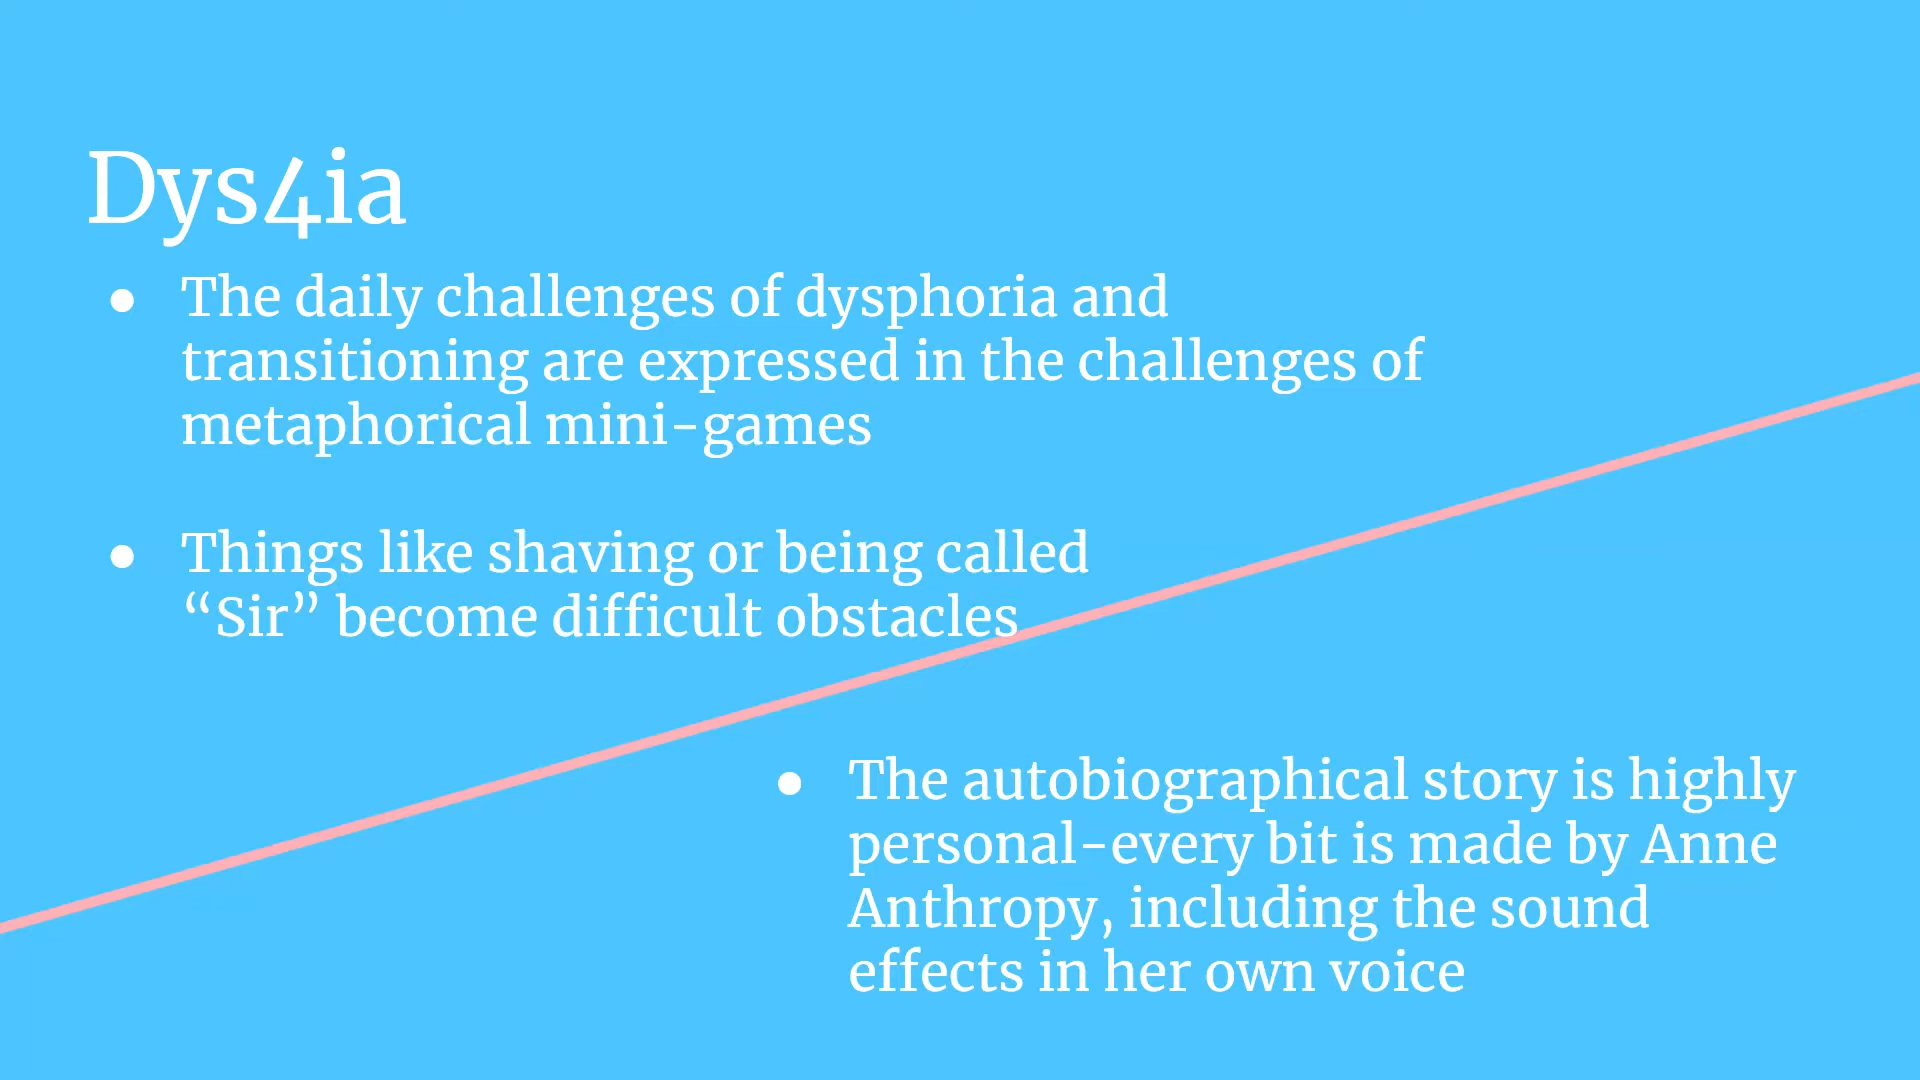 Dys4ia
● The daily challenges of dysphoria and
transitioning are expressed in the challenges of
metaphorical mini-games
● Things like shaving or being called
“Sir” become difficult obstacles
● The autobiographical story is highly
personal-every bit is made by Anne
Anthropy, including the sound
effects in her own voice